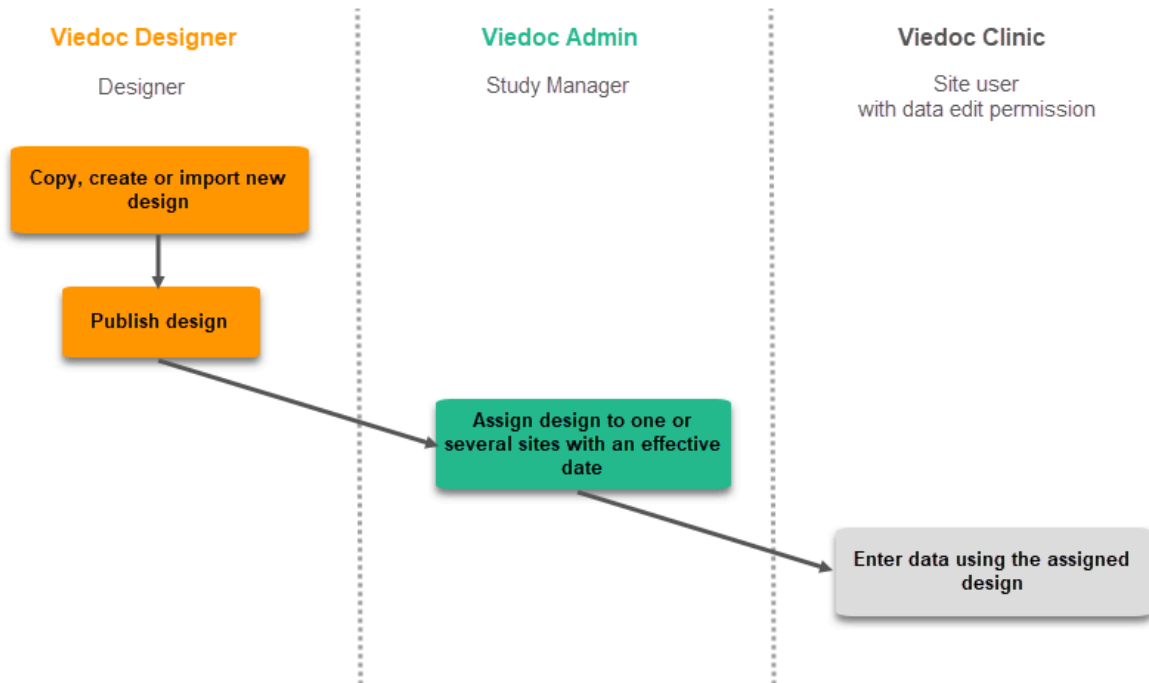 Viedoc Designer
Designer
Viedoc Admin
Study Manager
Viedoc Clinic
Site user
with data edit permission
Copy, create or import new
design
Publish design
Assign design to one or
several sites with an effective
date
Enter data using the assigned
design